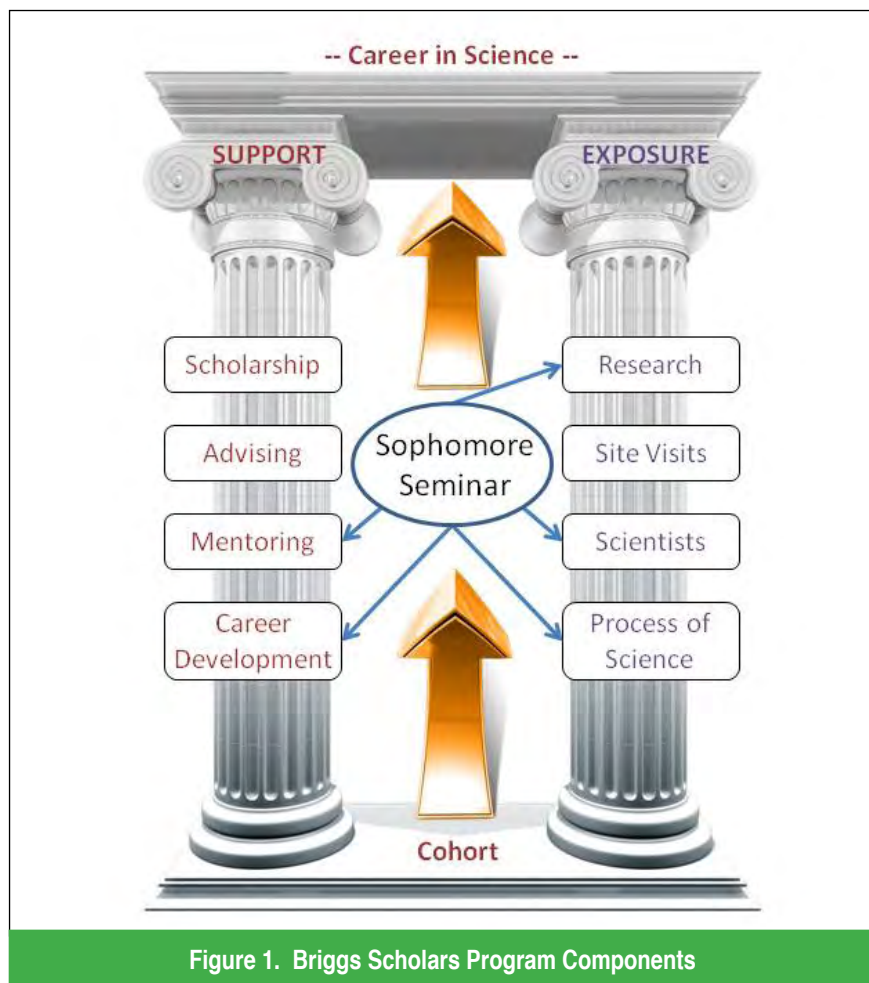 -- Career in Science --
SUPPORT
EXPOSURE
Scholarship
Research
Sophomore
Seminar
Advising
Site Visits
Mentoring
Scientists
Career
Development
Process of
Science
Cohort
Figure 1. Briggs Scholars Program Components